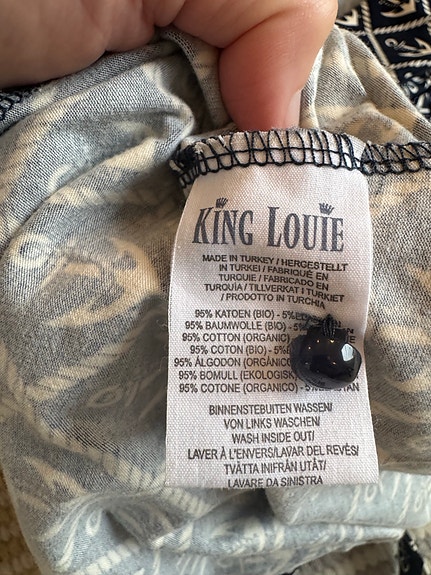 KING LOUIE
MADE IN TURKEY / HERGESTELLT
IN TURKEI / FABRIQUÉ EN
TURQUIE / FABRICADO EN
TURQUÍA / TILLVERKAT I TURKIET
/ PRODOTTO IN TURCHIA
95% KATOEN (BIO) - 5%
95% BAUMWOLLE (BIO) - 5%
95% COTTON (ORGANIC)
95% COTON (BIO) - 5%
95% ÁLGODON (ORGÁNICO)
95% BOMULL (EKOLOGISK)
95% COTONE (ORGANICO) -
BINNENSTEBUITEN WASSEN/
VON LINKS WASCHEN/
WASH INSIDE OUT/
LAVER À L'ENVERS/LAVAR DEL REVÉS/
TVÄTTA INIFRÅN UTÅT/
LAVARE DA SINISTRA